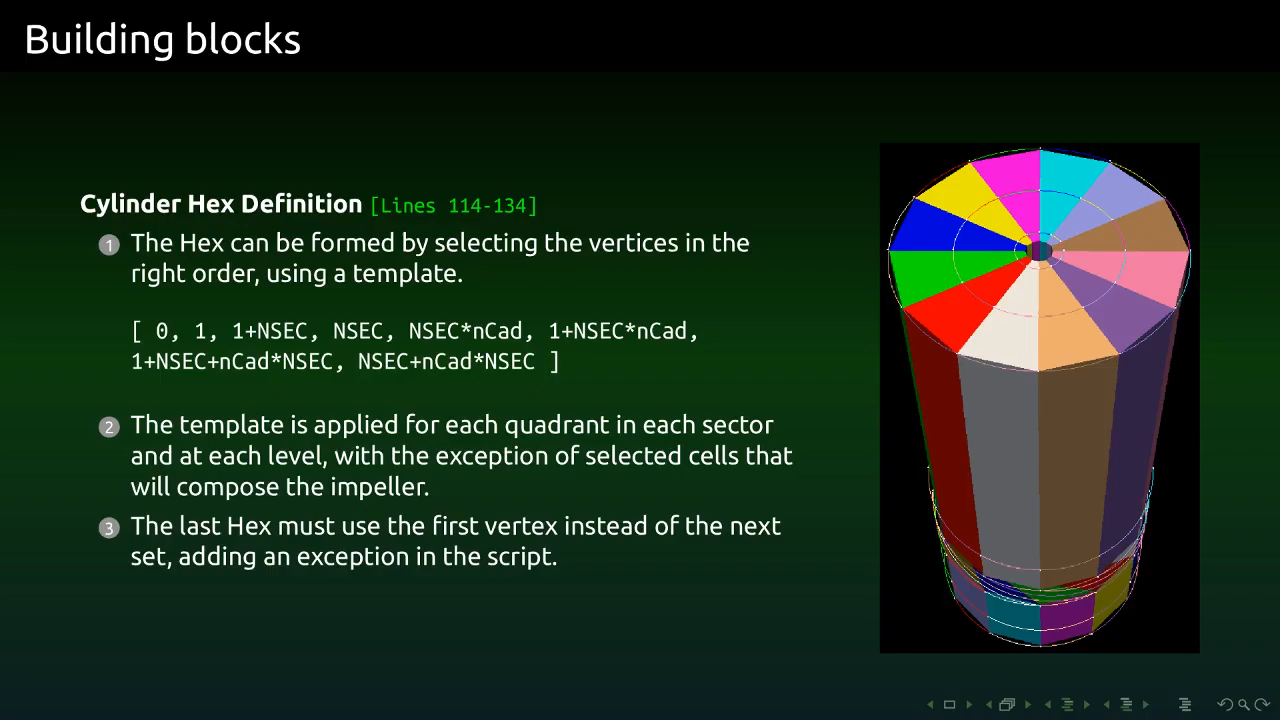 Building blocks
Cylinder Hex Definition [Lines 114-134]
1 The Hex can be formed by selecting the vertices in the
right order, using a template.
[ 0, 1, 1+NSEC, NSEC, NSEC*nCad, 1+NSEC*nCad,
1+NSEC+nCad*NSEC, NSEC+nCad*NSEC ]
2 The template is applied for each quadrant in each sector
and at each level, with the exception of selected cells that
will compose the impeller.
3 The last Hex must use the first vertex instead of the next
set, adding an exception in the script.